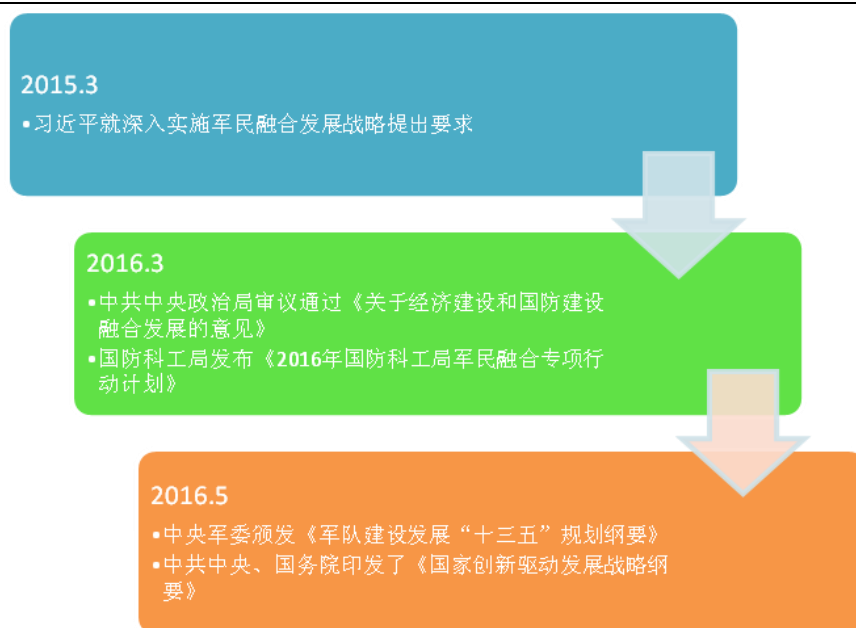 2015.3
•习近平就深入实施军民融合发展战略提出要求
2016.3
•中共中央政治局审议通过《关于经济建设和国防建设
融合发展的意见》
•国防科工局发布《2016年国防科工局军民融合专项行
动计划》
2016.5
•中央军委颁发《军队建设发展“十三五”规划纲要》
•中共中央、国务院印发了《国家创新驱动发展战略纲
要》